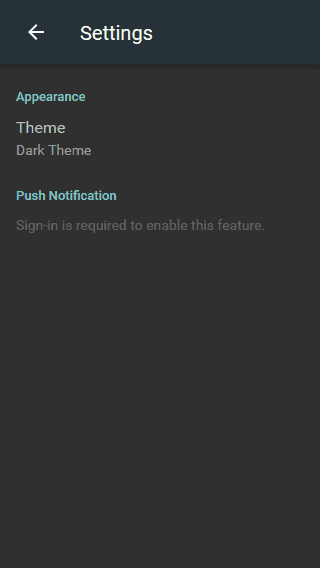 Settings
Appearance
Theme
Dark Theme
Push Notification
Sign-in is required to enable this feature.